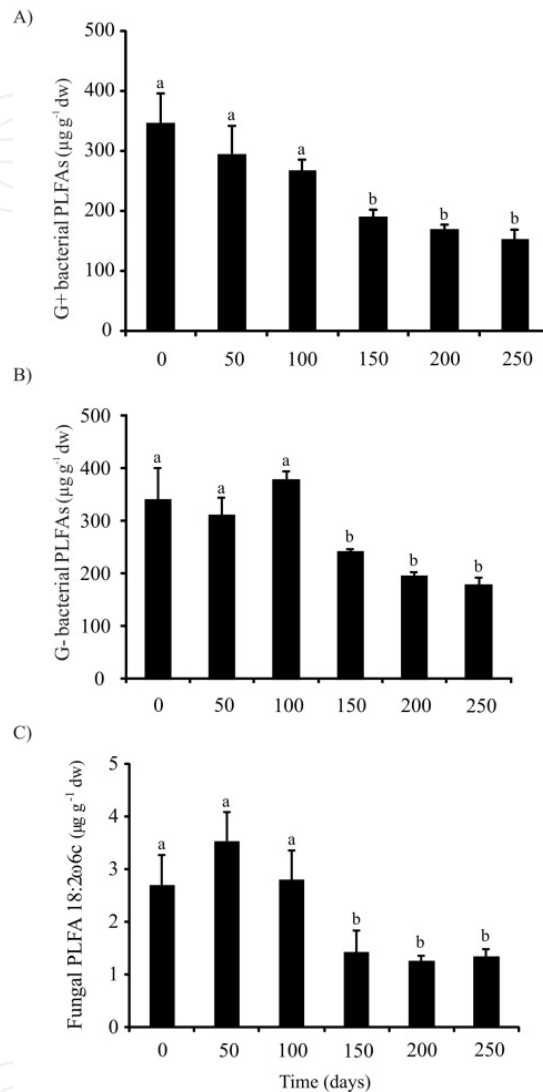 A)
G+ bacterial PLFAs (µg g⁻¹ dw)
500
400
300
200
100
0
a
a
a
b
b
b
0 50 100 150 200 250
B)
G- bacterial PLFAs (µg g⁻¹ dw)
500
400
300
200
100
0
a
a
a
b
b
b
0 50 100 150 200 250
C)
Fungal PLFA 18:2ω6c (µg g⁻¹ dw)
5
4
3
2
1
0
a
a
a
b
b
b
0 50 100 150 200 250
Time (days)